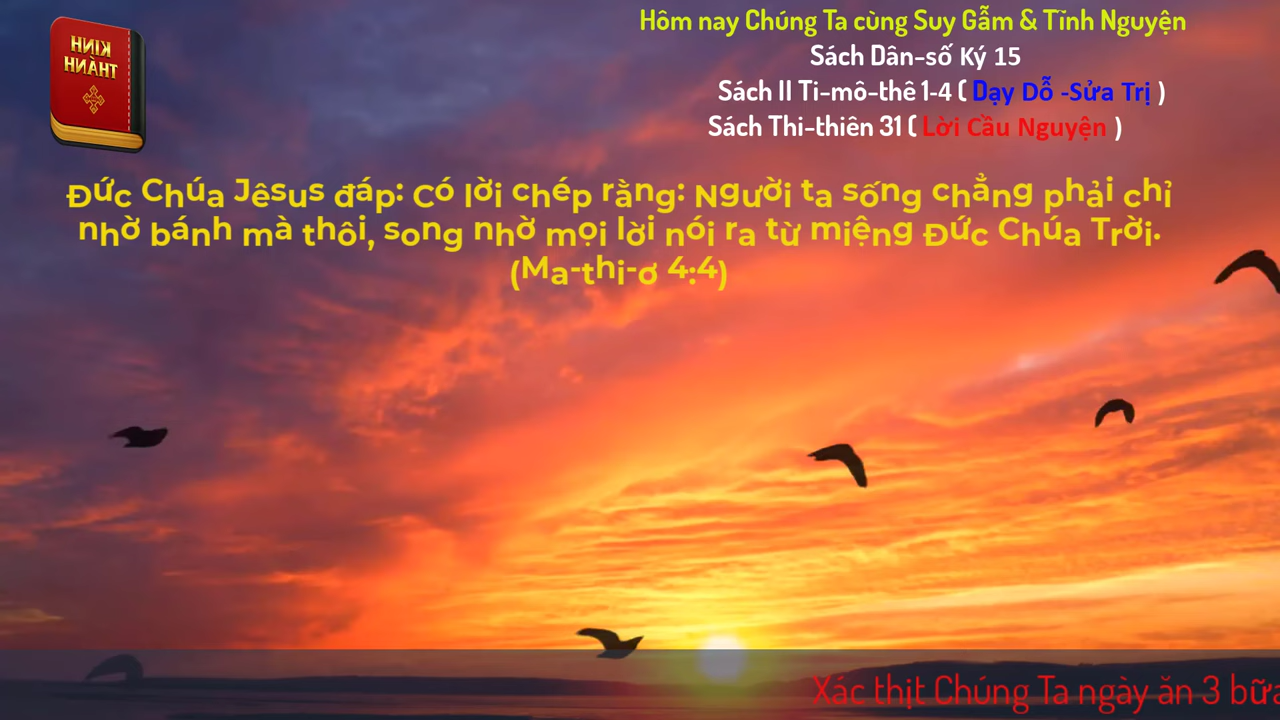 KINH
THÁNH
Hôm nay Chúng Ta cùng Suy Gẫm & Tĩnh Nguyện
Sách Dân-số Ký 15
Sách II Ti-mô-thê 1-4 ( Dạy Dỗ -Sửa Trị )
Sách Thi-thiên 31 ( Lời Cầu Nguyện )
Đức Chúa Jêsus đáp: Có lời chép rằng: Người ta sống chẳng phải chỉ
nhờ bánh mà thôi, song nhờ mọi lời nói ra từ miệng Đức Chúa Trời.
(Ma-thi-ơ 4:4)
Xác thịt Chúng Ta ngày ăn 3 bữa